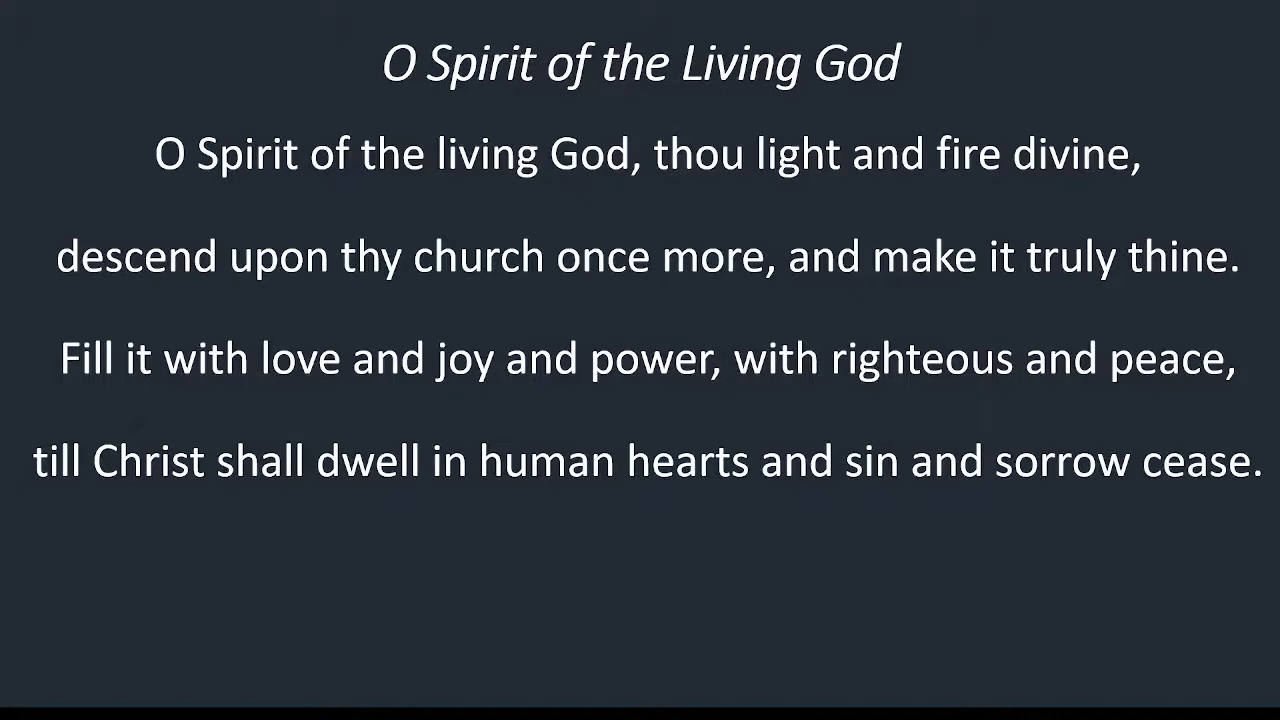 O Spirit of the Living God
O Spirit of the living God, thou light and fire divine,
descend upon thy church once more, and make it truly thine.
Fill it with love and joy and power, with righteous and peace,
till Christ shall dwell in human hearts and sin and sorrow cease.